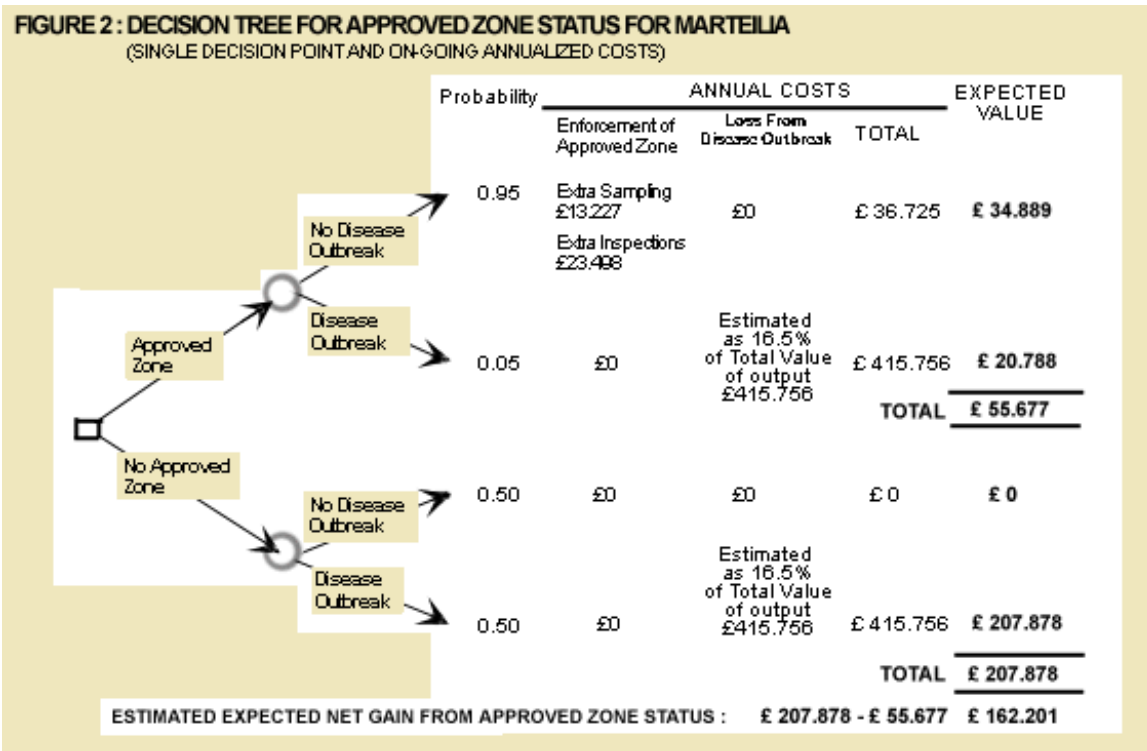 FIGURE 2 : DECISION TREE FOR APPROVED ZONE STATUS FOR MARTEILIA
(SINGLE DECISION POINT AND ON-GOING ANNUALIZED COSTS)
Probability
ANNUAL COSTS
EXPECTED
VALUE
Enforcement of
Approved Zone
Loss From
Disease Outbreak
TOTAL
No Disease
Outbreak
0.95
Extra Sampling
£13.227
Extra Inspections
£23.498
£0
£ 36.725
£ 34.889
Approved
Zone
Disease
Outbreak
0.05
£0
Estimated
as 16.5%
of Total Value
of output
£415.756
£ 415.756
£ 20.788
TOTAL £ 55.677
No Approved
Zone
No Disease
Outbreak
0.50
£0
£0
£ 0
£ 0
Disease
Outbreak
0.50
£0
Estimated
as 16.5%
of Total Value
of output
£415.756
£ 415.756
£ 207.878
TOTAL £ 207.878
ESTIMATED EXPECTED NET GAIN FROM APPROVED ZONE STATUS : £ 207.878 - £ 55.677 £ 162.201